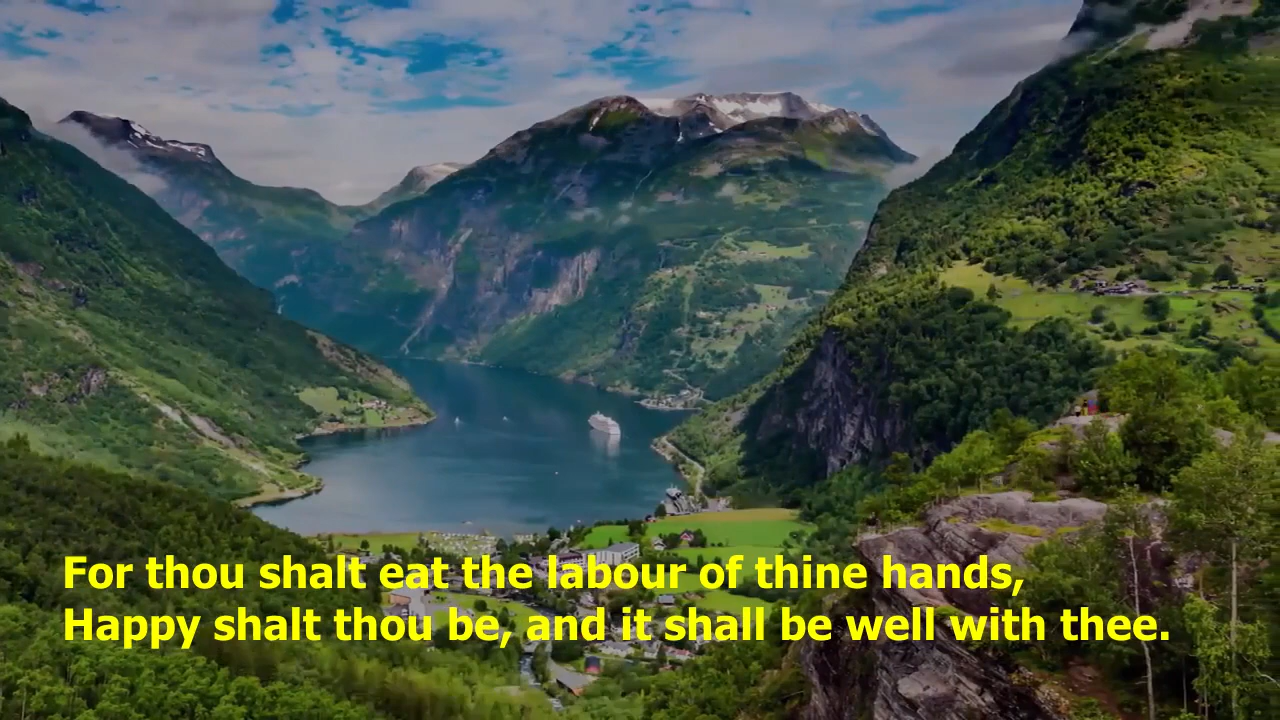 For thou shalt eat the labour of thine hands,
Happy shalt thou be, and it shall be well with thee.